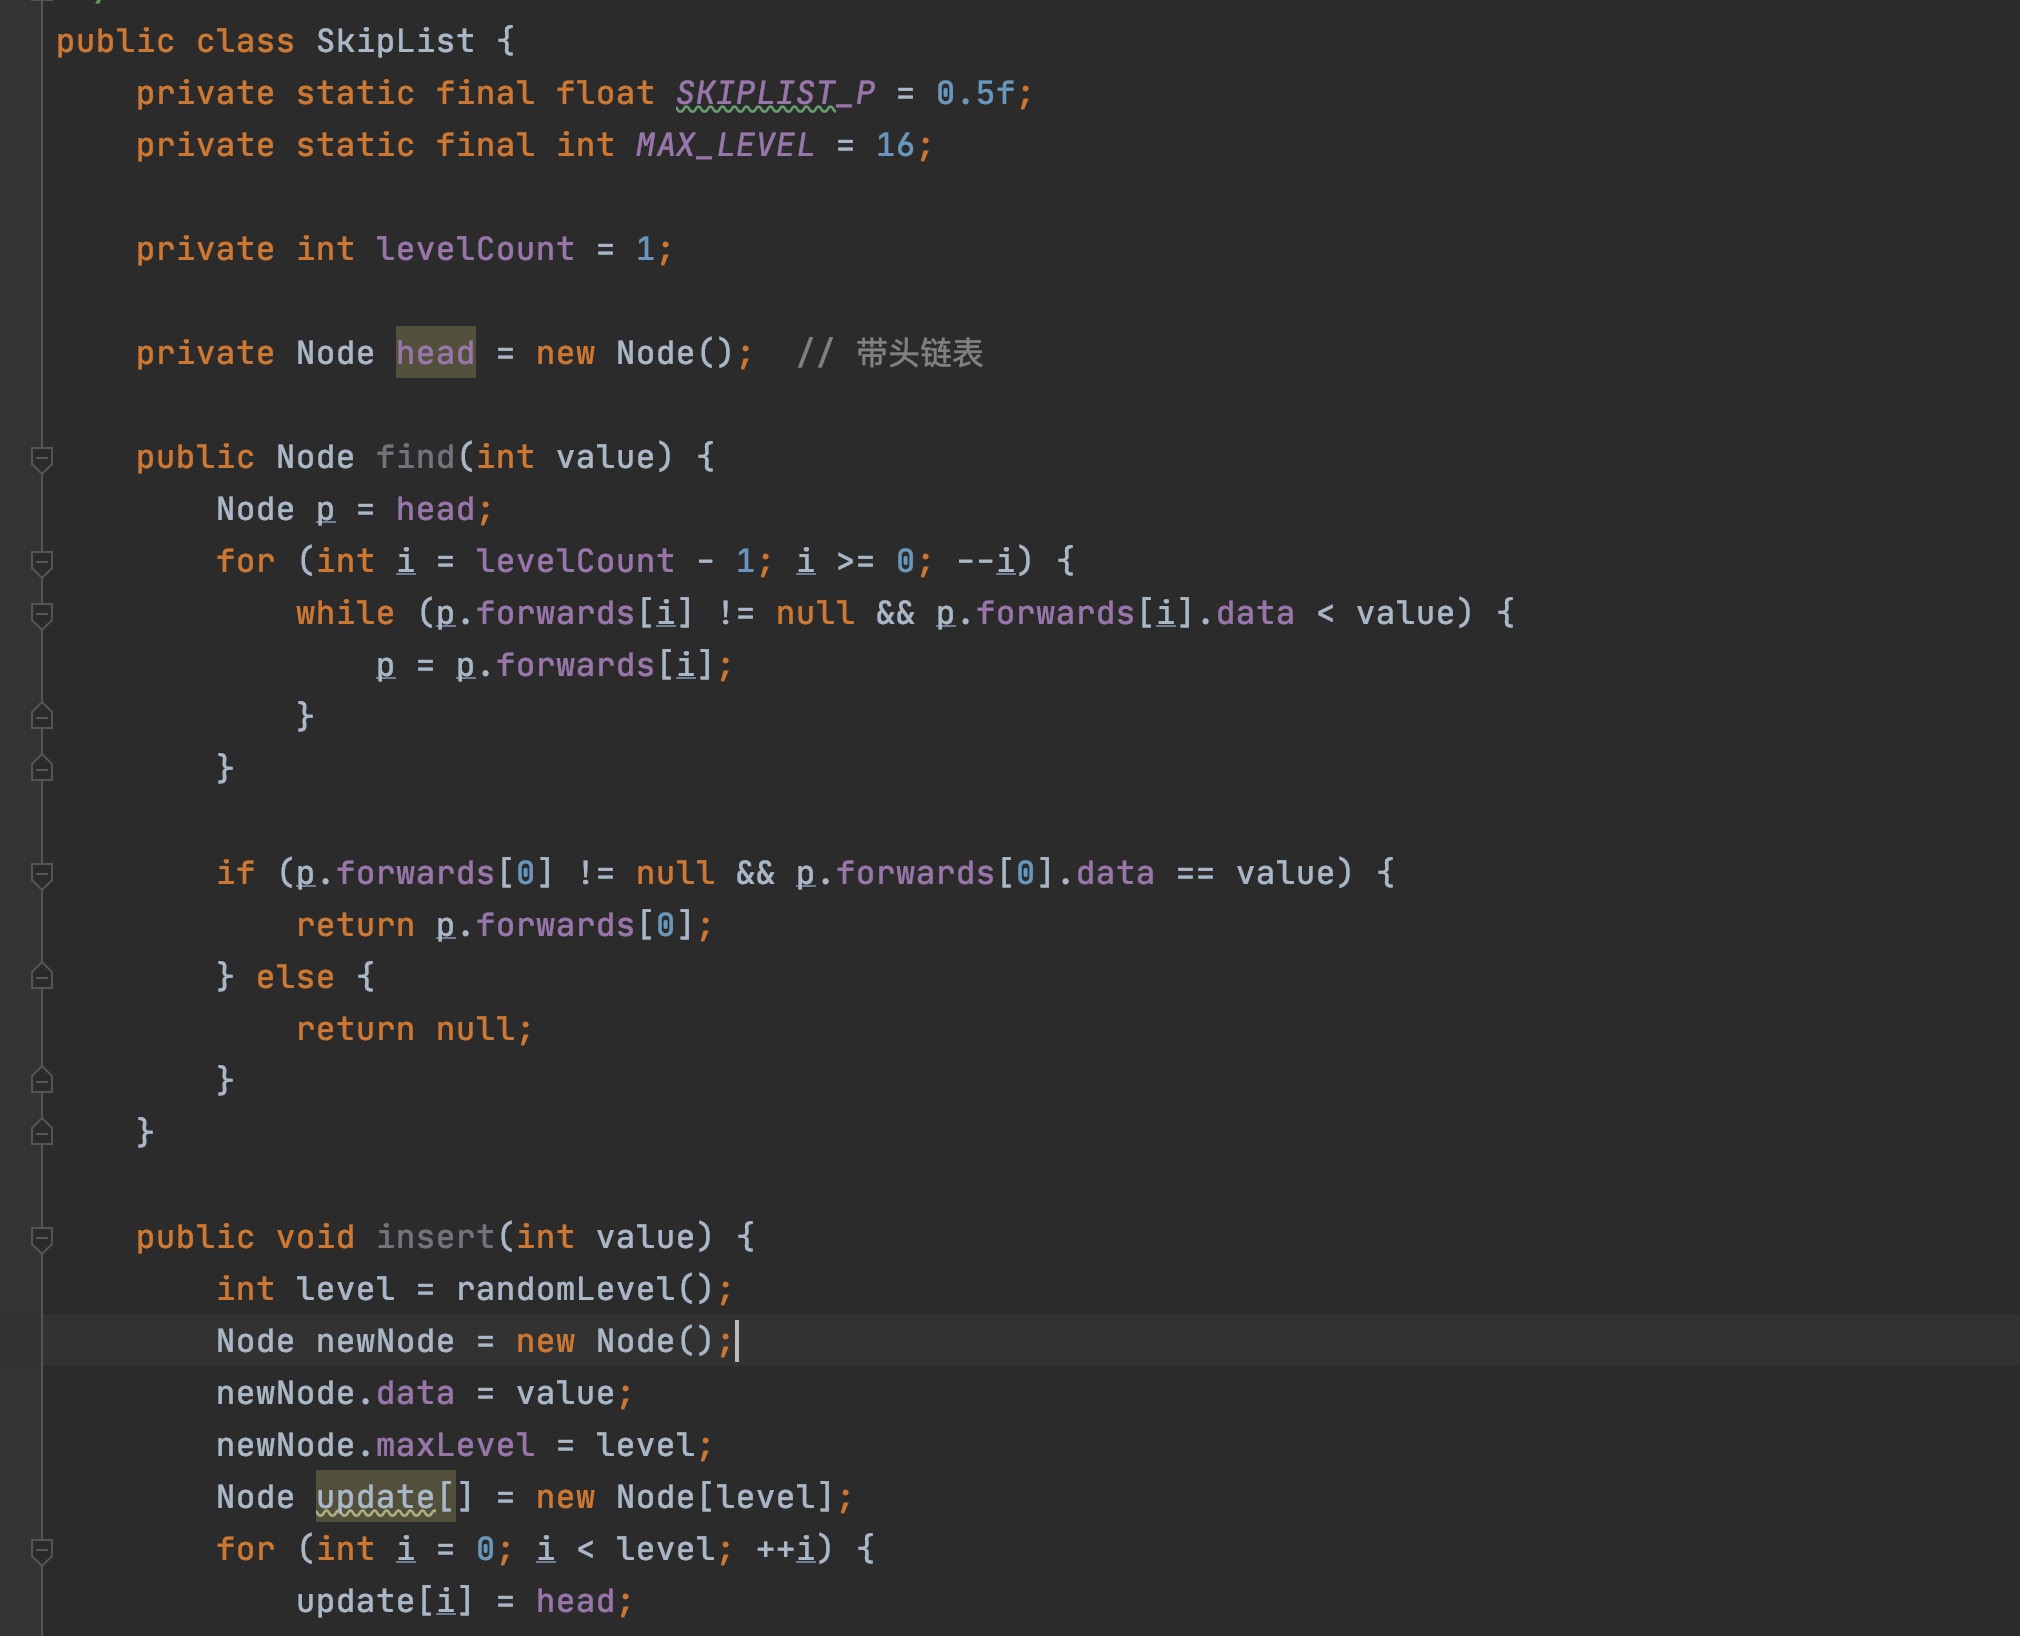 public class SkipList {
private static final float SKIPLIST_P = 0.5f;
private static final int MAX_LEVEL = 16;
private int levelCount = 1;
private Node head = new Node();  // 带头链表
public Node find(int value) {
Node p = head;
for (int i = levelCount - 1; i >= 0; --i) {
while (p.forwards[i] != null && p.forwards[i].data < value) {
p = p.forwards[i];
}
}
if (p.forwards[0] != null && p.forwards[0].data == value) {
return p.forwards[0];
} else {
return null;
}
}
public void insert(int value) {
int level = randomLevel();
Node newNode = new Node();
newNode.data = value;
newNode.maxLevel = level;
Node update[] = new Node[level];
for (int i = 0; i < level; ++i) {
update[i] = head;